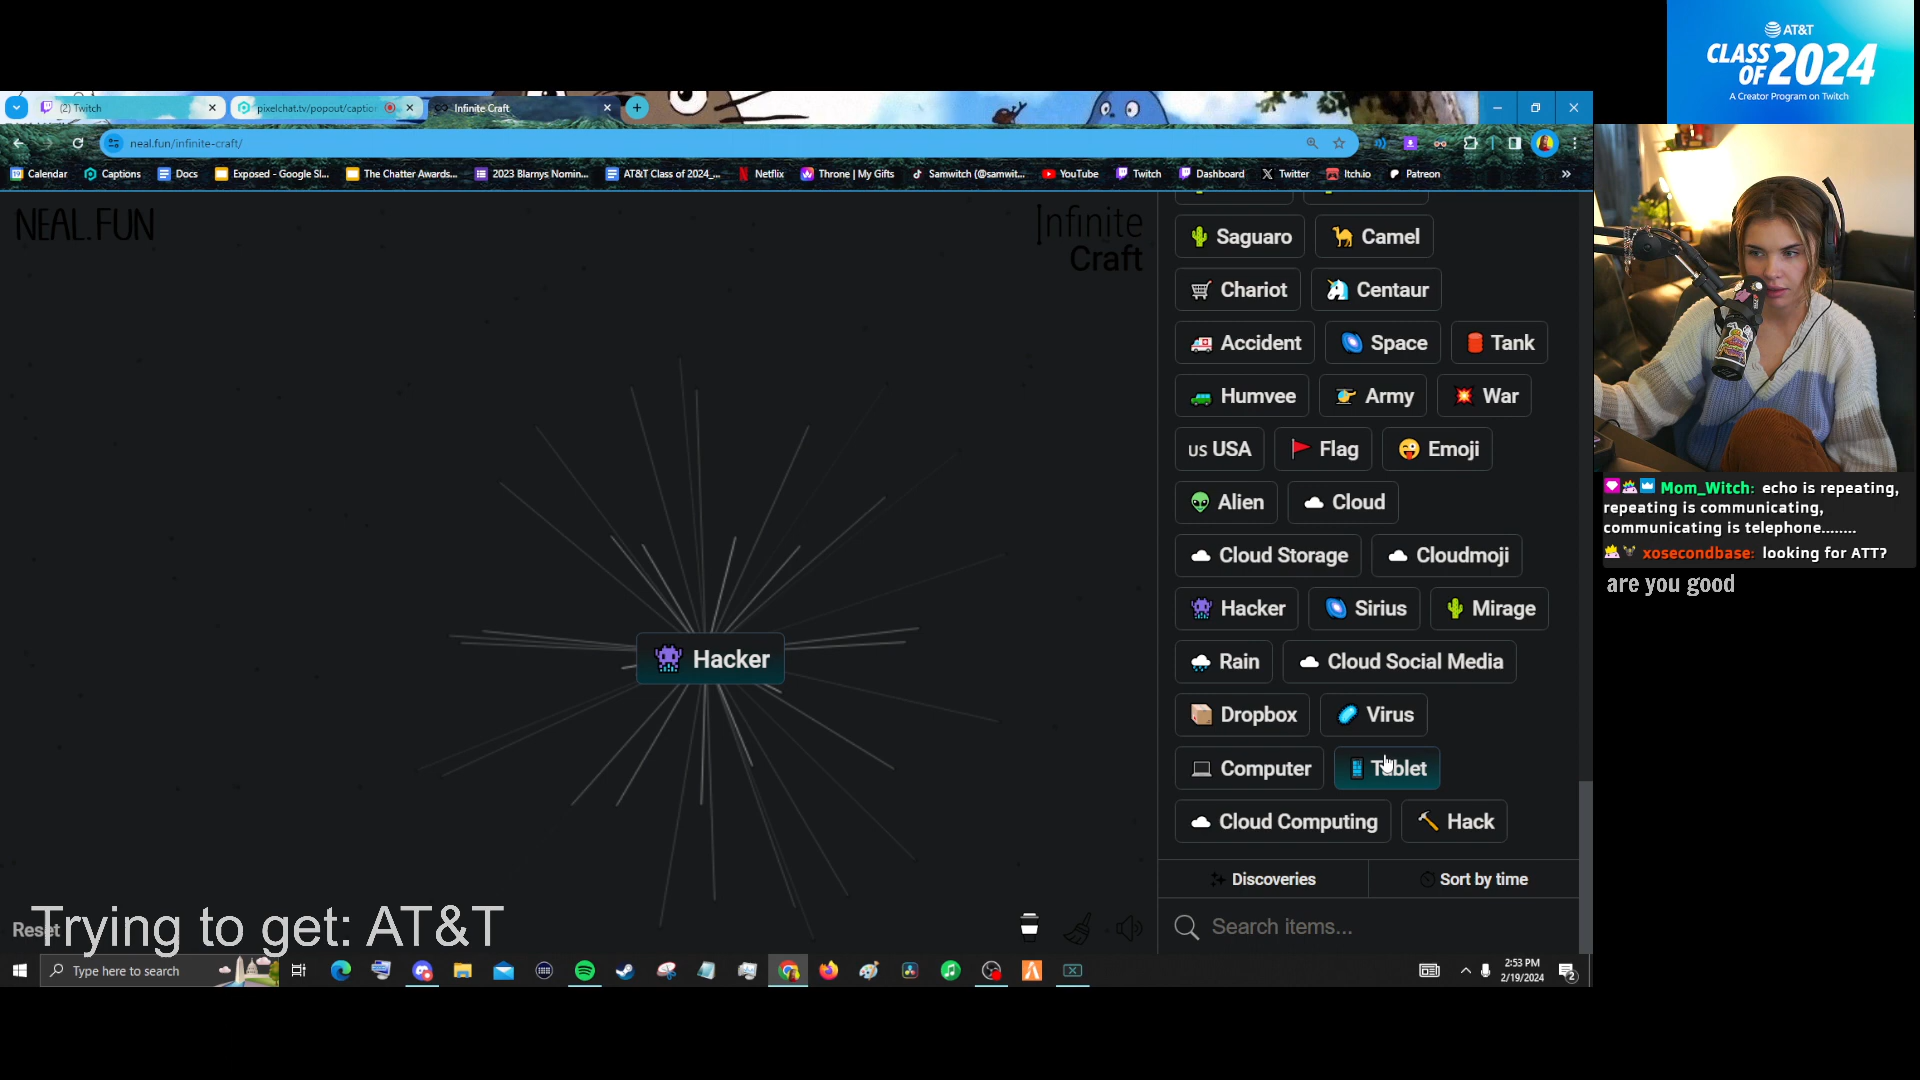 AT&T
CLASS
OF 2024
A Creator Program on Twitch
(2) Twitch
pixelchat.tv/popout/captio
Infinite Craft
neal.fun/infinite-craft/
Calendar
Captions
Docs
Exposed - Google Sl...
The Chatter Awards...
2023 Blarnys Nomin...
AT&T Class of 2024_...
Netflix
Throne | My Gifts
Samwitch (@samwit...
YouTube
Twitch
Dashboard
Twitter
Itch.io
Patreon
NEAL.FUN
Infinite
Craft
Saguaro
Camel
Chariot
Centaur
Accident
Space
Tank
Humvee
Army
War
US USA
Flag
Emoji
Alien
Cloud
Cloud Storage
Cloudmoji
Hacker
Sirius
Mirage
Rain
Cloud Social Media
Dropbox
Virus
Computer
Tablet
Cloud Computing
Hack
Discoveries
Sort by time
Search items...
Hacker
Reset
Trying to get: AT&T
Type here to search
2:53 PM
2/19/2024
2
Mom_Witch: echo is repeating,
repeating is communicating,
communicating is telephone........
xosecondbase: looking for ATT?
are you good